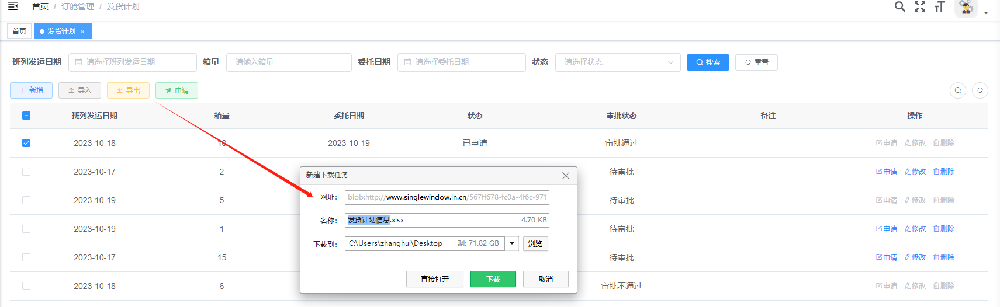 首页 / 订舱管理 / 发货计划
首页 发货计划 ×
班列发运日期 请选择班列发运日期 箱量 请输入箱量 委托日期 请选择委托日期 状态 请选择状态 搜索 重置
新增 导入 导出 申请
班列发运日期 箱量 委托日期 状态 审批状态 备注 操作
2023-10-18 10 2023-10-19 已申请 审批通过 申请 修改 删除
2023-10-17 2 待审批 申请 修改 删除
2023-10-19 5 待审批 申请 修改 删除
2023-10-19 1 待审批 申请 修改 删除
2023-10-17 15 待审批 申请 修改 删除
2023-10-18 6 审批不通过 申请 修改 删除
新建下载任务
网址: blob:http://www.singlewindow.ln.cn/567ff678-fc0a-4f6c-971
名称: 发货计划信息.xlsx 4.70 KB
下载到: C:\Users\zhanghui\Desktop 剩: 71.82 GB 浏览
直接打开 下载 取消